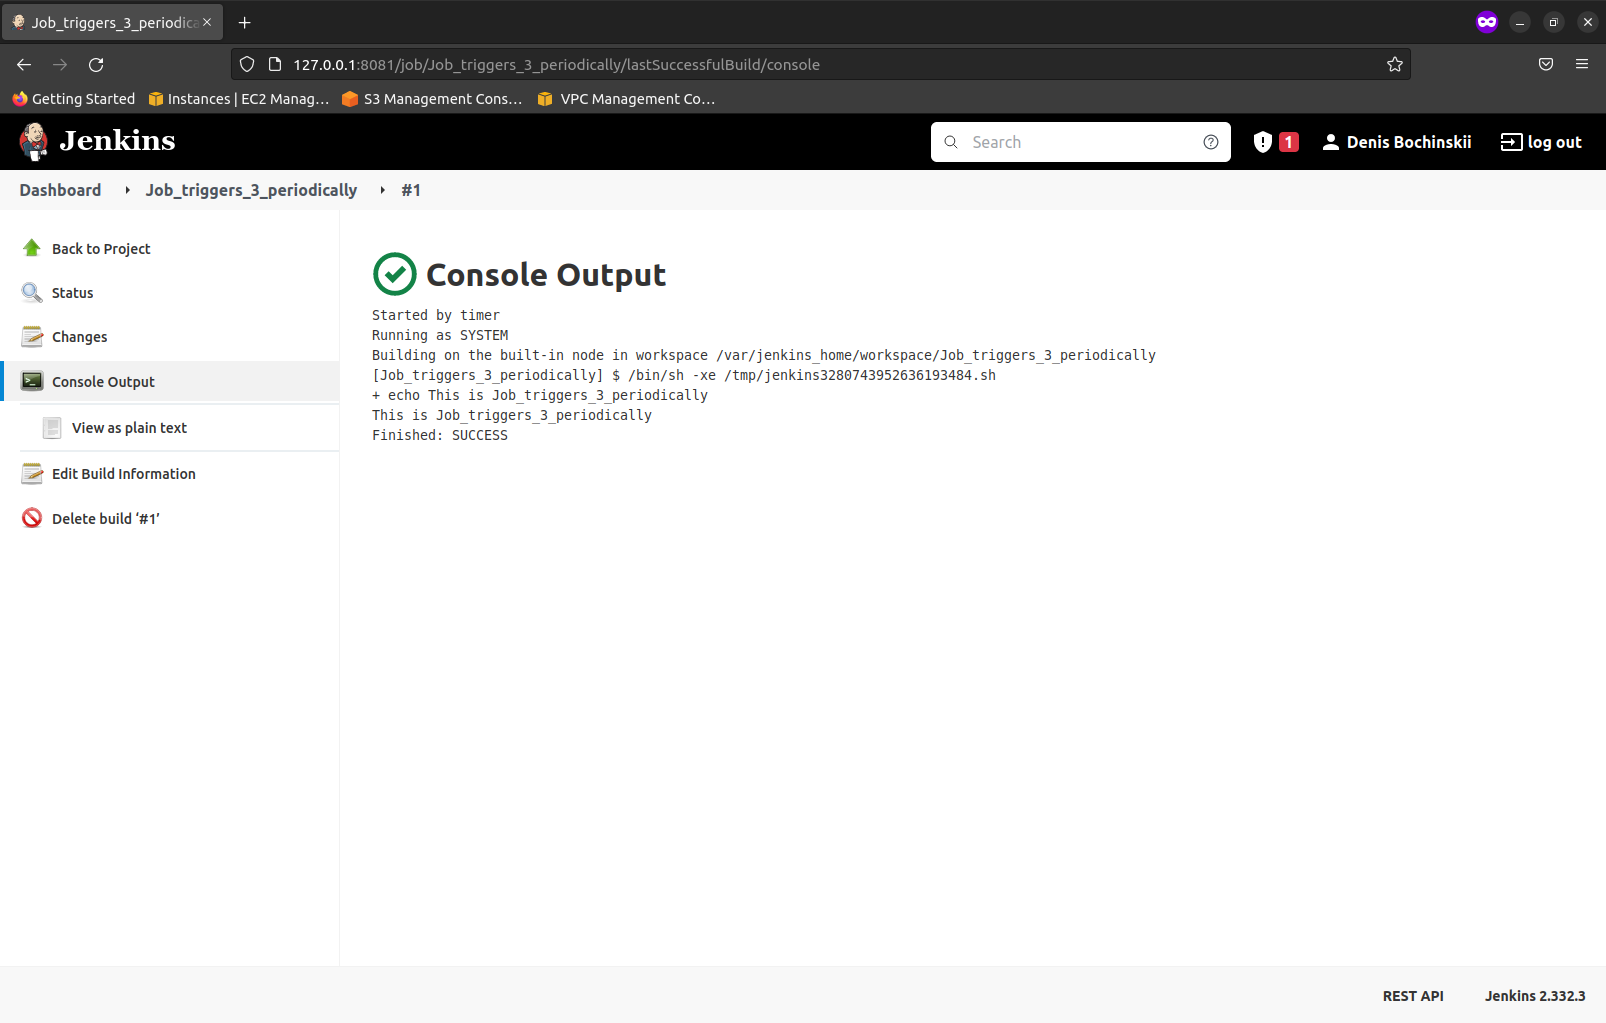 Job_triggers_3_periodica
127.0.0.1:8081/job/Job_triggers_3_periodically/lastSuccessfulBuild/console
Getting Started
Instances | EC2 Manag…
S3 Management Cons…
VPC Management Co…
Jenkins
Search
1
Denis Bochinskii
log out
Dashboard
Job_triggers_3_periodically
#1
Back to Project
Status
Changes
Console Output
View as plain text
Edit Build Information
Delete build ‘#1’
Console Output
Started by timer
Running as SYSTEM
Building on the built-in node in workspace /var/jenkins_home/workspace/Job_triggers_3_periodically
[Job_triggers_3_periodically] $ /bin/sh -xe /tmp/jenkins3280743952636193484.sh
+ echo This is Job_triggers_3_periodically
This is Job_triggers_3_periodically
Finished: SUCCESS
REST API
Jenkins 2.332.3